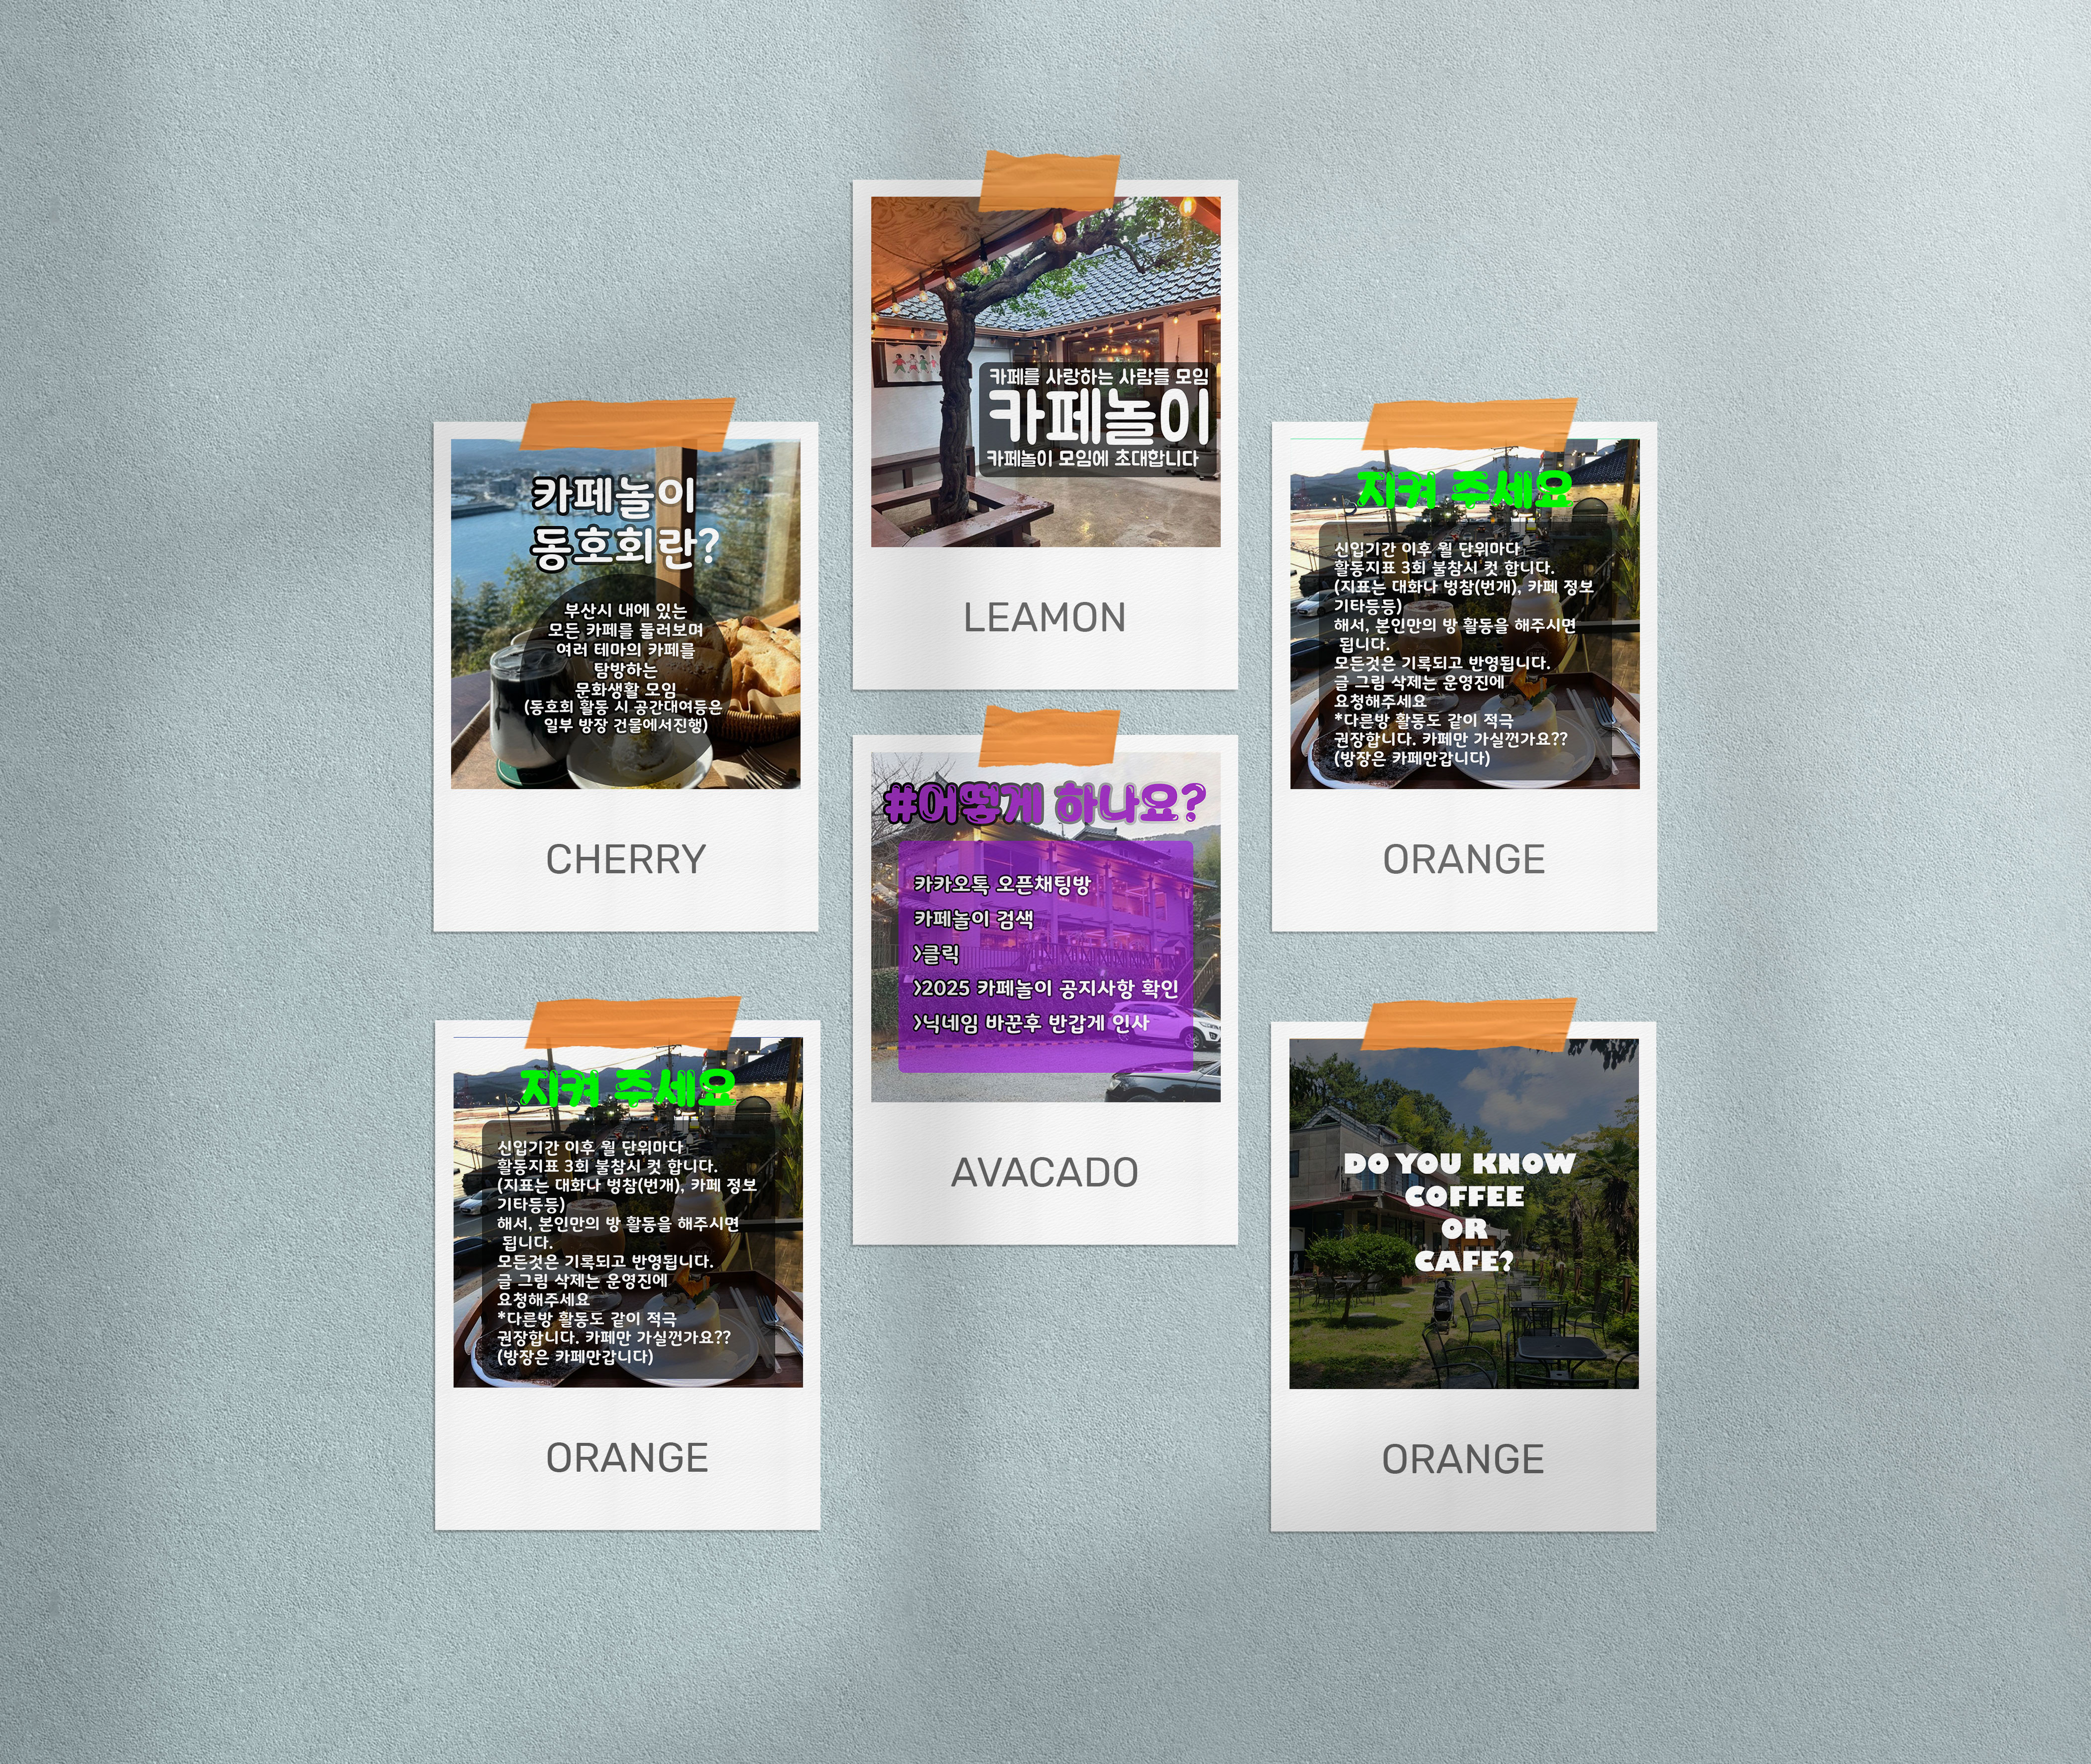 카페를 사랑하는 사람들 모임
카페놀이
카페놀이 모임에 초대합니다
LEAMON
카페놀이
동호회란?
부산시 내에 있는
모든 카페를 둘러보며
여러 테마의 카페를
탐방하는
문화생활 모임
(동호회 활동 시 공간대여등은
일부 방장 건물에서진행)
CHERRY
지켜 주세요
신입기간 이후 월 단위마다
활동지표 3회 불참시 컷 합니다.
(지표는 대화나 벙참(번개), 카페 정보
기타등등)
해서, 본인만의 방 활동을 해주시면
됩니다.
모든것은 기록되고 반영됩니다.
글 그림 삭제는 운영진에
요청해주세요
*다른방 활동도 같이 적극
권장합니다. 카페만 가실껀가요??
(방장은 카페만갑니다)
ORANGE
#어떻게 하나요?
카카오톡 오픈채팅방
카페놀이 검색
>클릭
>2025 카페놀이 공지사항 확인
>닉네임 바꾼후 반갑게 인사
AVACADO
지켜 주세요
신입기간 이후 월 단위마다
활동지표 3회 불참시 컷 합니다.
(지표는 대화나 벙참(번개), 카페 정보
기타등등)
해서, 본인만의 방 활동을 해주시면
됩니다.
모든것은 기록되고 반영됩니다.
글 그림 삭제는 운영진에
요청해주세요
*다른방 활동도 같이 적극
권장합니다. 카페만 가실껀가요??
(방장은 카페만갑니다)
ORANGE
DO YOU KNOW
COFFEE
OR
CAFE?
ORANGE